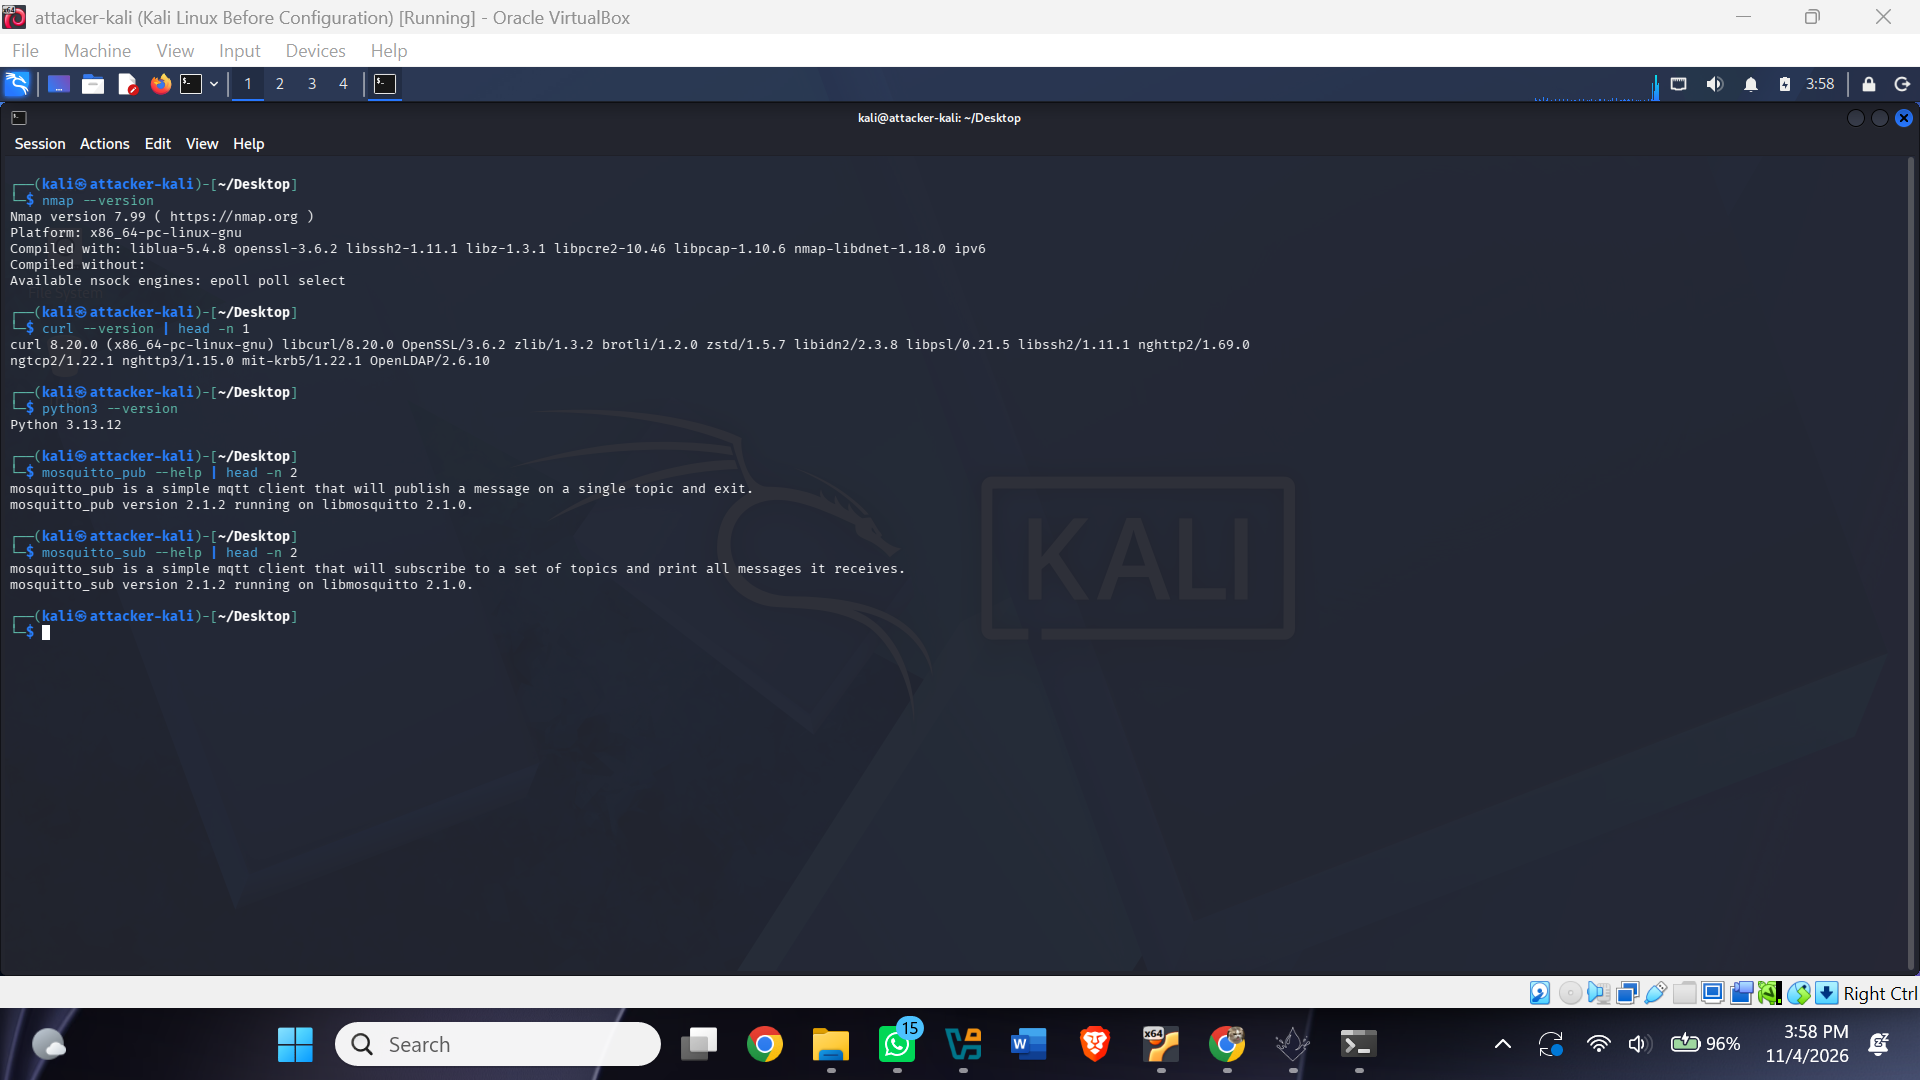 attacker-kali (Kali Linux Before Configuration) [Running] - Oracle VirtualBox
File Machine View Input Devices Help
1 2 3 4 3:58
kali@attacker-kali: ~/Desktop
Session Actions Edit View Help
┌──(kali㉿attacker-kali)-[~/Desktop]
└─$ nmap --version
Nmap version 7.99 ( https://nmap.org )
Platform: x86_64-pc-linux-gnu
Compiled with: liblua-5.4.8 openssl-3.6.2 libssh2-1.11.1 libz-1.3.1 libpcre2-10.46 libpcap-1.10.6 nmap-libdnet-1.18.0 ipv6
Compiled without:
Available nsock engines: epoll poll select
┌──(kali㉿attacker-kali)-[~/Desktop]
└─$ curl --version | head -n 1
curl 8.20.0 (x86_64-pc-linux-gnu) libcurl/8.20.0 OpenSSL/3.6.2 zlib/1.3.2 brotli/1.2.0 zstd/1.5.7 libidn2/2.3.8 libpsl/0.21.5 libssh2/1.11.1 nghttp2/1.69.0
ngtcp2/1.22.1 nghttp3/1.15.0 mit-krb5/1.22.1 OpenLDAP/2.6.10
┌──(kali㉿attacker-kali)-[~/Desktop]
└─$ python3 --version
Python 3.13.12
┌──(kali㉿attacker-kali)-[~/Desktop]
└─$ mosquitto_pub --help | head -n 2
mosquitto_pub is a simple mqtt client that will publish a message on a single topic and exit.
mosquitto_pub version 2.1.2 running on libmosquitto 2.1.0.
┌──(kali㉿attacker-kali)-[~/Desktop]
└─$ mosquitto_sub --help | head -n 2
mosquitto_sub is a simple mqtt client that will subscribe to a set of topics and print all messages it receives.
mosquitto_sub version 2.1.2 running on libmosquitto 2.1.0.
┌──(kali㉿attacker-kali)-[~/Desktop]
└─$
KALI
Right Ctrl
Search
x64
15
96%
3:58 PM
11/4/2026